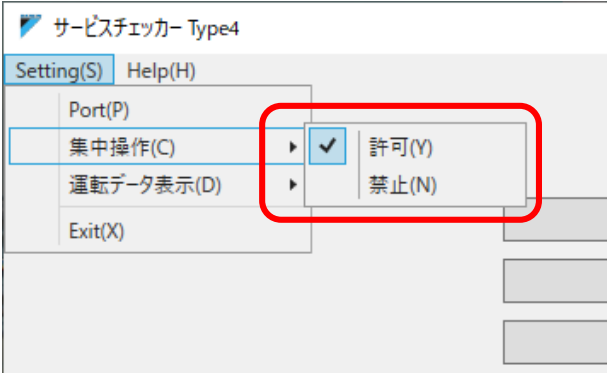 サービスチェッカー Type4
Setting(S) Help(H)
Port(P)
集中操作(C)
許可(Y)
運転データ表示(D)
禁止(N)
Exit(X)